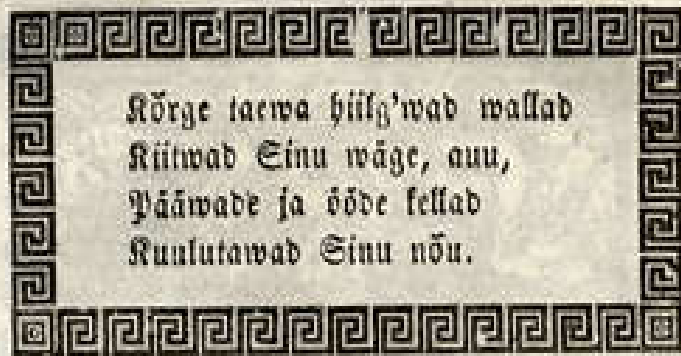 Kõrge taewa hiilg'wad wallad
Kiitwad Sinu wäge, auu,
Pääwade ja ööde kellad
Kuulutawad Sinu nõu.